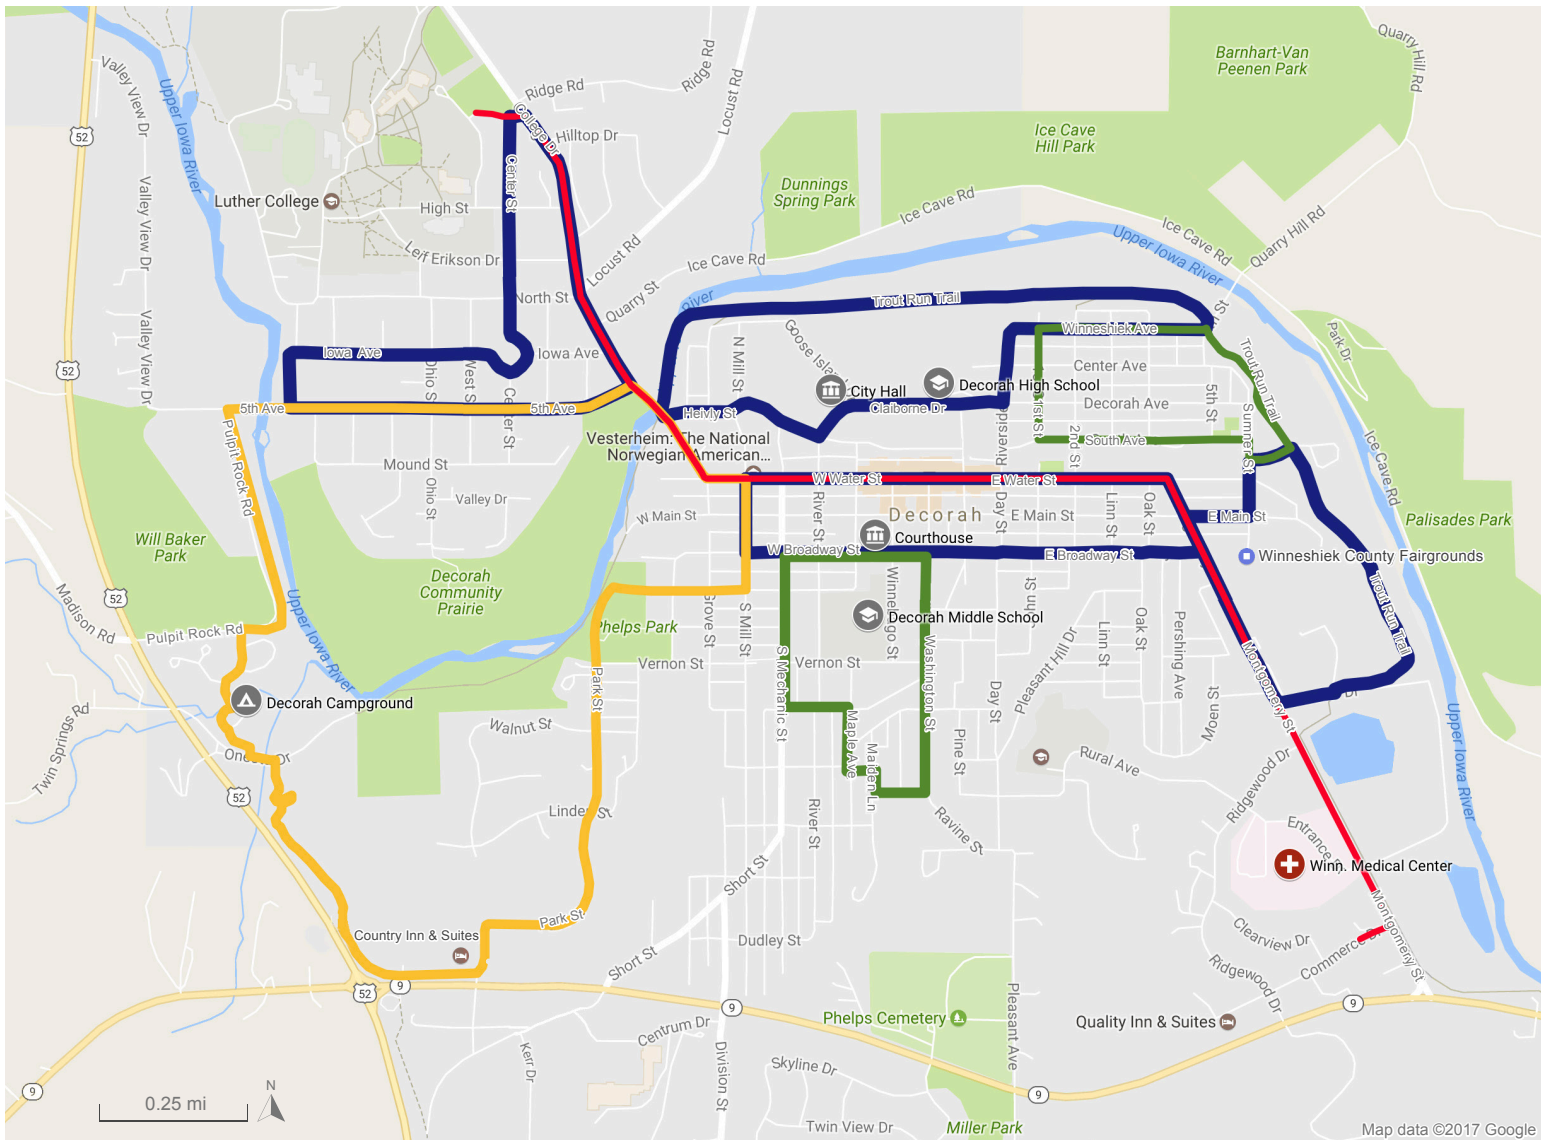 Quarry Hill Rd
Barnhart-Van
Peenen Park
Ridge Rd
Ridge Rd
Locust Rd
Valley View Dr
52
Upper Iowa River
College Dr
Hilltop Dr
Ice Cave
Hill Park
Center St
Valley View Dr
Luther College
High St
Dunnings
Spring Park
Ice Cave Rd
Ice Cave Rd
Quarry Hill Rd
Upper Iowa River
Leif Erikson Dr
Locust Rd
Ice Cave Rd
North St
Quarry St
River
Trout Run Trail
Valley View Dr
Iowa Ave
Iowa Ave
N Mill St
Goose Island
Winneshiek Ave
Park Dr
Center Ave
Trout Run Trail
52
Ohio S
West S
City Hall
Decorah High School
5th St
5th Ave
5th Ave
Center St
Heivly St
Claiborne Dr
Decorah Ave
1st St
2nd St
Summer St
South Ave
Pulpit Rock Rd
Vesterheim: The National
Norwegian American...
Mound St
Ohio St
Valley Dr
W Water St
E Water St
Ice Cave Rd
W Main St
River St
Decorah
Day St
E Main St
Linn St
Oak St
E Main St
Palisades Park
Will Baker
Park
Courthouse
W Broadway St
E Broadway St
Winneshiek County Fairgrounds
Decorah
Community
Prairie
Madison Rd
52
Upper Iowa River
Grove St
S Mill St
Winnebago St
John St
Trout Run Trail
Pulpit Rock Rd
Phelps Park
Decorah Middle School
Oak St
Linn St
Pershing Ave
Pleasant Hill Dr
Vernon St
S Mechanic St
Vernon St
Washington St
Montgomery St
Decorah Campground
Park St
Day St
Moen St
Dr
Twin Springs Rd
Walnut St
Maple Ave
Maiden Ln
Pine St
Rural Ave
Upper Iowa River
Ridgewood Dr
52
Linden St
River St
Ravine St
Entrance
Short St
Winn. Medical Center
Park St
Country Inn & Suites
Dudley St
Montgomery St
Clearview Dr
Commerce Dr
Short St
Ridgewood Dr
9
52
9
Phelps Cemetery
Pleasant Ave
Quality Inn & Suites
9
Centrum Dr
Kerr Dr
Division St
Skyline Dr
9
9
0.25 mi
N
Twin View Dr
Miller Park
Map data ©2017 Google